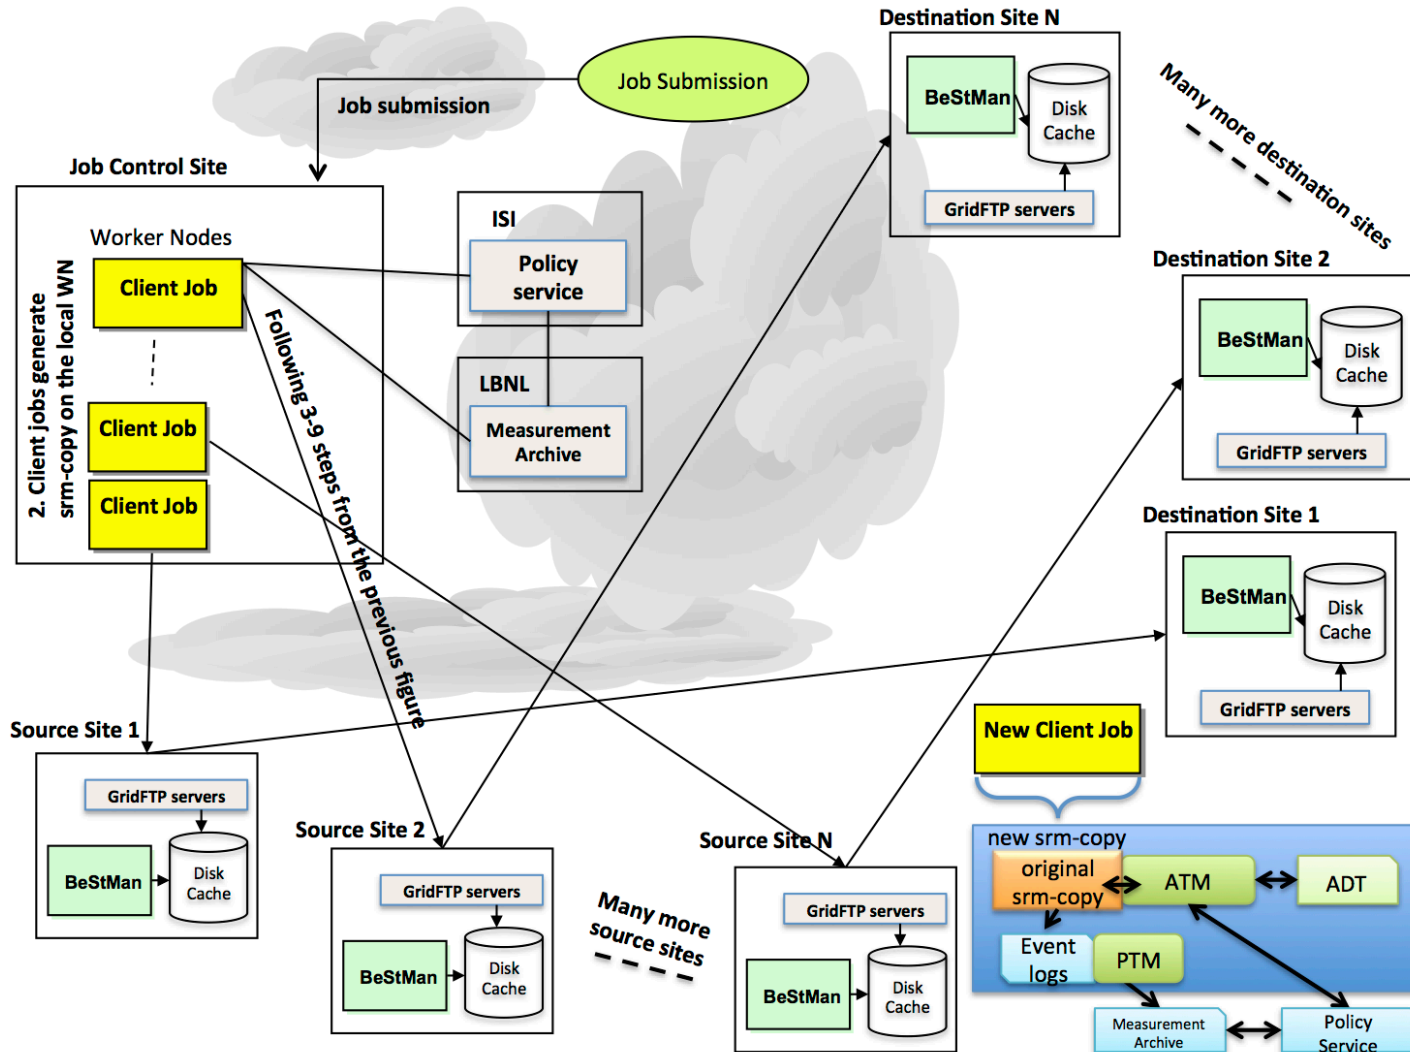 Destination Site N
Job Submission
BeStMan
Disk
Cache
GridFTP servers
Many more destination sites
Job submission
Job Control Site
2. Client jobs generate
srm-copy on the local WN
Worker Nodes
Client Job
Client Job
Client Job
ISI
Policy
service
LBNL
Measurement
Archive
Following 3-9 steps from the previous figure
Destination Site 2
BeStMan
Disk
Cache
GridFTP servers
Destination Site 1
BeStMan
Disk
Cache
GridFTP servers
Source Site 1
GridFTP servers
BeStMan
Disk
Cache
Source Site 2
GridFTP servers
BeStMan
Disk
Cache
Many more
source sites
Source Site N
GridFTP servers
BeStMan
Disk
Cache
New Client Job
new srm-copy
original
srm-copy
ATM
ADT
Event
logs
PTM
Measurement
Archive
Policy
Service